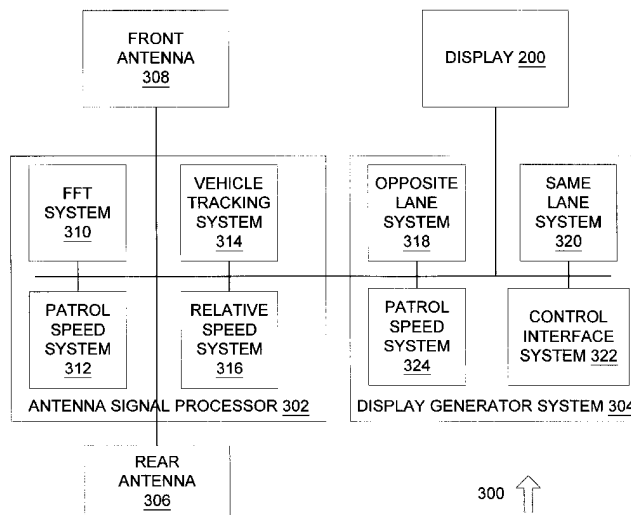 FRONT
ANTENNA
308
DISPLAY 200
FFT
SYSTEM
310
VEHICLE
TRACKING
SYSTEM
314
OPPOSITE
LANE
SYSTEM
318
SAME
LANE
SYSTEM
320
PATROL
SPEED
SYSTEM
312
RELATIVE
SPEED
SYSTEM
316
PATROL
SPEED
SYSTEM
324
CONTROL
INTERFACE
SYSTEM 322
ANTENNA SIGNAL PROCESSOR 302
DISPLAY GENERATOR SYSTEM 304
REAR
ANTENNA
306
300